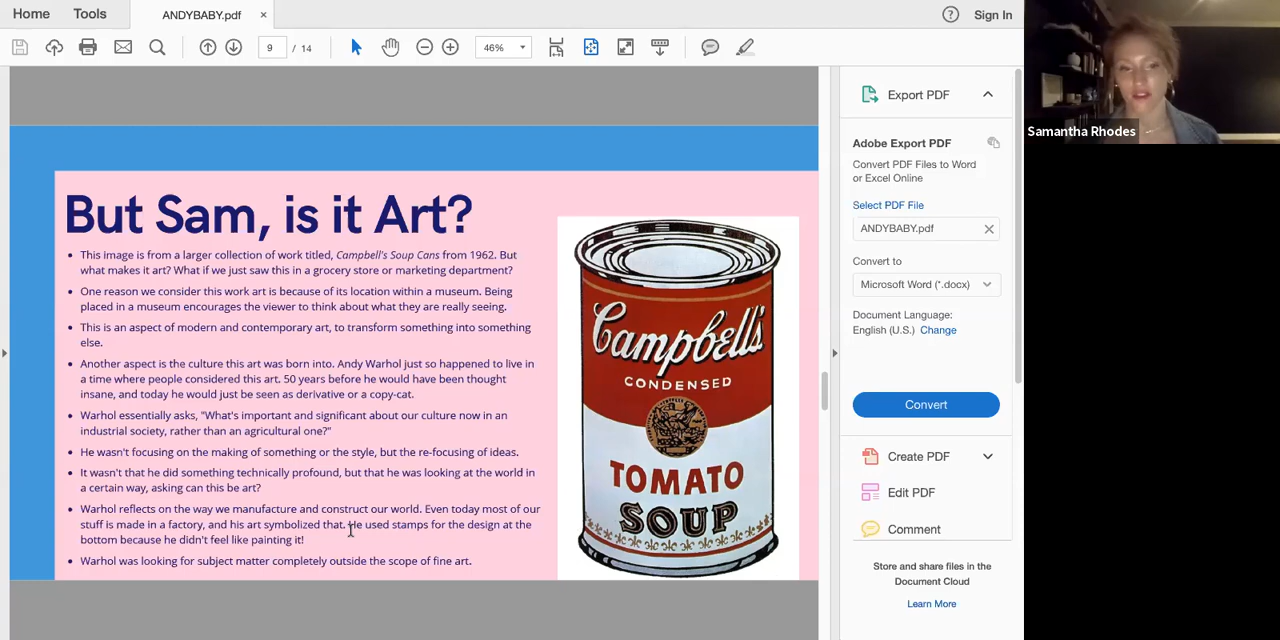 Home Tools ANDYBABY.pdf × ? Sign In
9 / 14 46%
Samantha Rhodes
But Sam, is it Art?
• This image is from a larger collection of work titled, Campbell's Soup Cans from 1962. But
what makes it art? What if we just saw this in a grocery store or marketing department?
• One reason we consider this work art is because of its location within a museum. Being
placed in a museum encourages the viewer to think about what they are really seeing.
• This is an aspect of modern and contemporary art, to transform something into something
else.
• Another aspect is the culture this art was born into. Andy Warhol just so happened to live in
a time where people considered this art. 50 years before he would have been thought
insane, and today he would just be seen as derivative or a copy-cat.
• Warhol essentially asks, "What's important and significant about our culture now in an
industrial society, rather than an agricultural one?"
• He wasn't focusing on the making of something or the style, but the re-focusing of ideas.
• It wasn't that he did something technically profound, but that he was looking at the world in
a certain way, asking can this be art?
• Warhol reflects on the way we manufacture and construct our world. Even today most of our
stuff is made in a factory, and his art symbolized that. He used stamps for the design at the
bottom because he didn't feel like painting it!
• Warhol was looking for subject matter completely outside the scope of fine art.
Campbell's
CONDENSED
TOMATO
SOUP
Export PDF
Adobe Export PDF
Convert PDF Files to Word
or Excel Online
Select PDF File
ANDYBABY.pdf
Convert to
Microsoft Word (*.docx)
Document Language:
English (U.S.) Change
Convert
Create PDF
Edit PDF
Comment
Store and share files in the
Document Cloud
Learn More